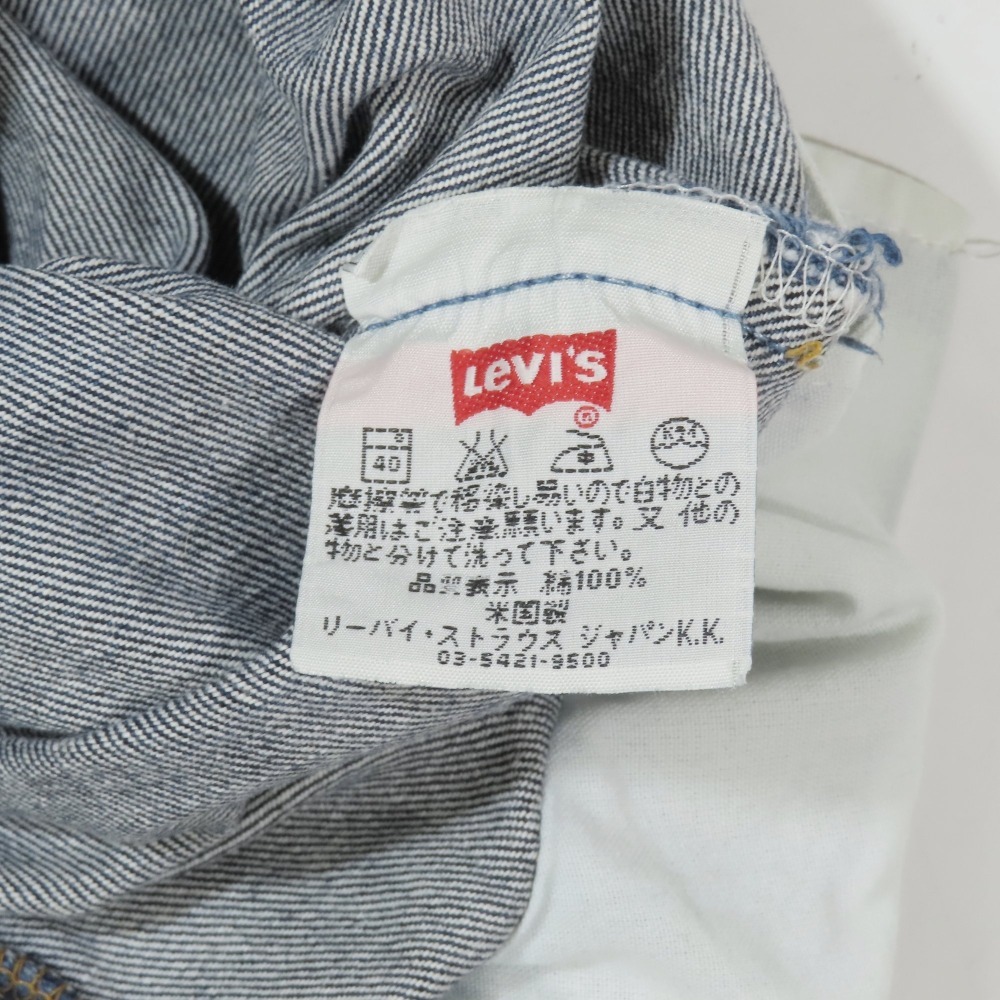 LEVI'S
®
40
摩擦等で移染し易いので白物との
着用はご注意願います。又 他の
物と分けて洗って下さい。
品質表示 綿100%
米国製
リーバイ・ストラウス ジャパンK.K.
03-5421-9500